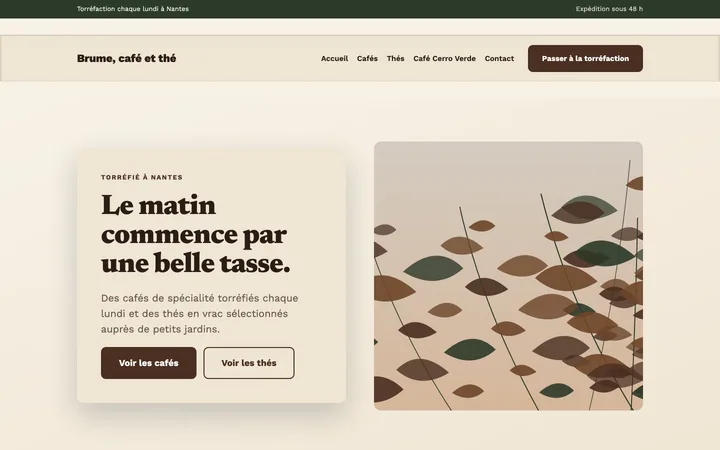 Torréfaction chaque lundi à Nantes
Expédition sous 48 h
Brume, café et thé
Accueil
Cafés
Thés
Café Cerro Verde
Contact
Passer à la torréfaction
TORRÉFIÉ À NANTES
Le matin
commence par
une belle tasse.
Des cafés de spécialité torréfiés chaque
lundi et des thés en vrac sélectionnés
auprès de petits jardins.
Voir les cafés
Voir les thés